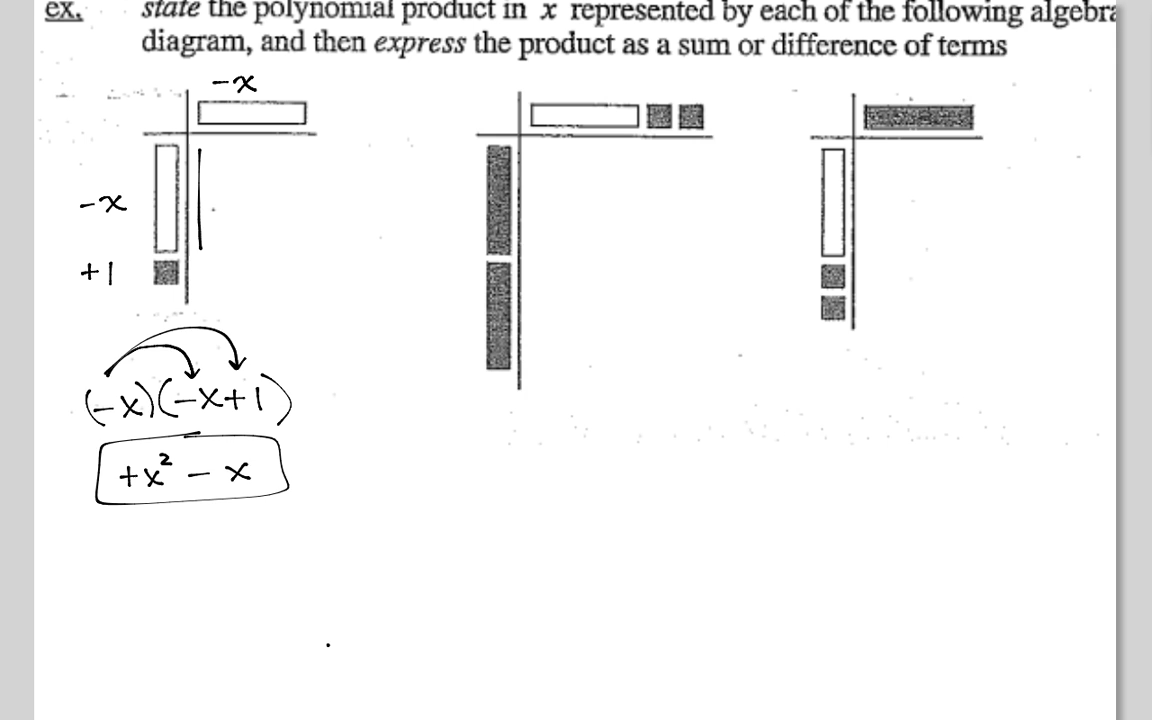 ex. state the polynomial product in x represented by each of the following algebra
diagram, and then express the product as a sum or difference of terms
-x
-x
+1
(-x)(-x+1)
+x² - x